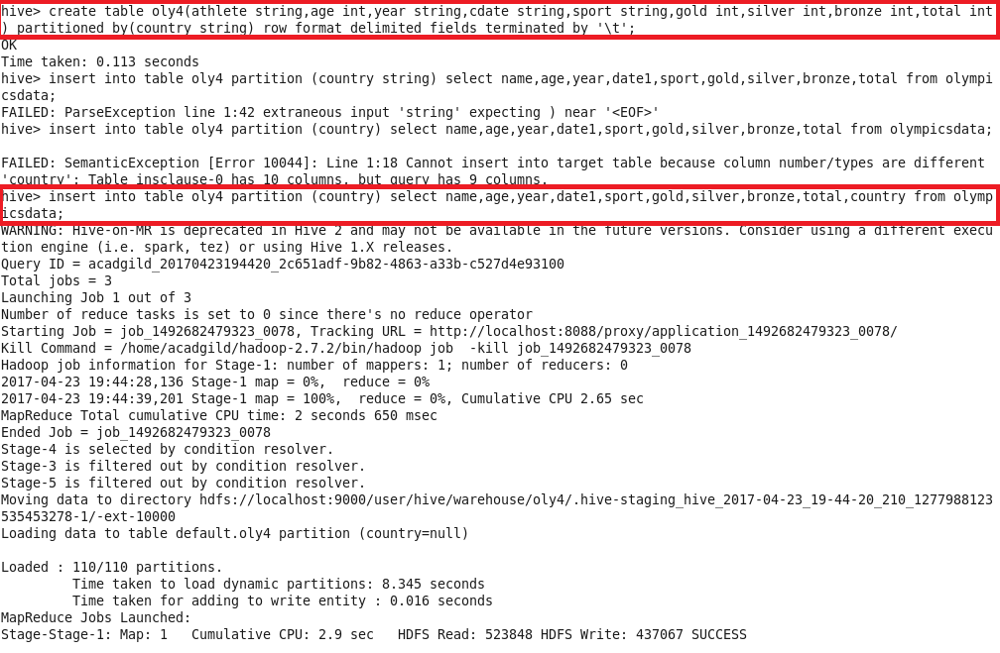 hive> create table oly4(athlete string,age int,year string,cdate string,sport string,gold int,silver int,bronze int,total int
) partitioned by(country string) row format delimited fields terminated by '\t';
OK
Time taken: 0.113 seconds
hive> insert into table oly4 partition (country string) select name,age,year,date1,sport,gold,silver,bronze,total from olympi
csdata;
FAILED: ParseException line 1:42 extraneous input 'string' expecting ) near '<EOF>'
hive> insert into table oly4 partition (country) select name,age,year,date1,sport,gold,silver,bronze,total from olympicsdata;
FAILED: SemanticException [Error 10044]: Line 1:18 Cannot insert into target table because column number/types are different
'country': Table insclause-0 has 10 columns, but query has 9 columns.
hive> insert into table oly4 partition (country) select name,age,year,date1,sport,gold,silver,bronze,total,country from olymp
icsdata;
WARNING: Hive-on-MR is deprecated in Hive 2 and may not be available in the future versions. Consider using a different execu
tion engine (i.e. spark, tez) or using Hive 1.X releases.
Query ID = acadgild_20170423194420_2c651adf-9b82-4863-a33b-c527d4e93100
Total jobs = 3
Launching Job 1 out of 3
Number of reduce tasks is set to 0 since there's no reduce operator
Starting Job = job_1492682479323_0078, Tracking URL = http://localhost:8088/proxy/application_1492682479323_0078/
Kill Command = /home/acadgild/hadoop-2.7.2/bin/hadoop job  -kill job_1492682479323_0078
Hadoop job information for Stage-1: number of mappers: 1; number of reducers: 0
2017-04-23 19:44:28,136 Stage-1 map = 0%,  reduce = 0%
2017-04-23 19:44:39,201 Stage-1 map = 100%,  reduce = 0%, Cumulative CPU 2.65 sec
MapReduce Total cumulative CPU time: 2 seconds 650 msec
Ended Job = job_1492682479323_0078
Stage-4 is selected by condition resolver.
Stage-3 is filtered out by condition resolver.
Stage-5 is filtered out by condition resolver.
Moving data to directory hdfs://localhost:9000/user/hive/warehouse/oly4/.hive-staging_hive_2017-04-23_19-44-20_210_1277988123
535453278-1/-ext-10000
Loading data to table default.oly4 partition (country=null)
Loaded : 110/110 partitions.
Time taken to load dynamic partitions: 8.345 seconds
Time taken for adding to write entity : 0.016 seconds
MapReduce Jobs Launched:
Stage-Stage-1: Map: 1   Cumulative CPU: 2.9 sec   HDFS Read: 523848 HDFS Write: 437067 SUCCESS